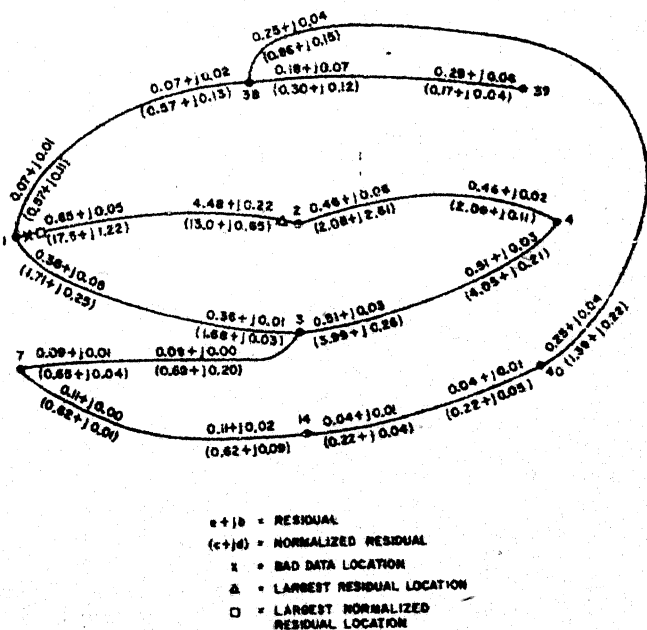 0.25+j0.04
(0.86+j0.15)
0.07+j0.02
(0.57+j0.13)
38
0.18+j0.07
(0.30+j0.12)
0.29+j0.06
(0.17+j0.04)
39
0.07+j0.01
(0.57+j0.11)
1
x
0.65+j0.05
(17.5+j1.22)
4.48+j0.22
(13.0+j0.65)
2
0.46+j0.06
(2.08+j2.61)
0.46+j0.02
(2.06+j0.11)
4
0.38+j0.05
(1.71+j0.25)
0.36+j0.01
(1.68+j0.03)
3
0.51+j0.03
(3.99+j0.26)
0.51+j0.03
(4.05+j0.21)
7
0.09+j0.01
(0.65+j0.04)
0.09+j0.00
(0.69+j0.20)
0.25+j0.04
(1.39+j0.22)
40
0.11+j0.00
(0.62+j0.01)
0.11+j0.02
(0.62+j0.09)
14
0.04+j0.01
(0.22+j0.04)
0.04+j0.01
(0.22+j0.05)
a+jb = RESIDUAL
(c+jd) = NORMALIZED RESIDUAL
x = BAD DATA LOCATION
△ = LARGEST RESIDUAL LOCATION
□ = LARGEST NORMALIZED
RESIDUAL LOCATION